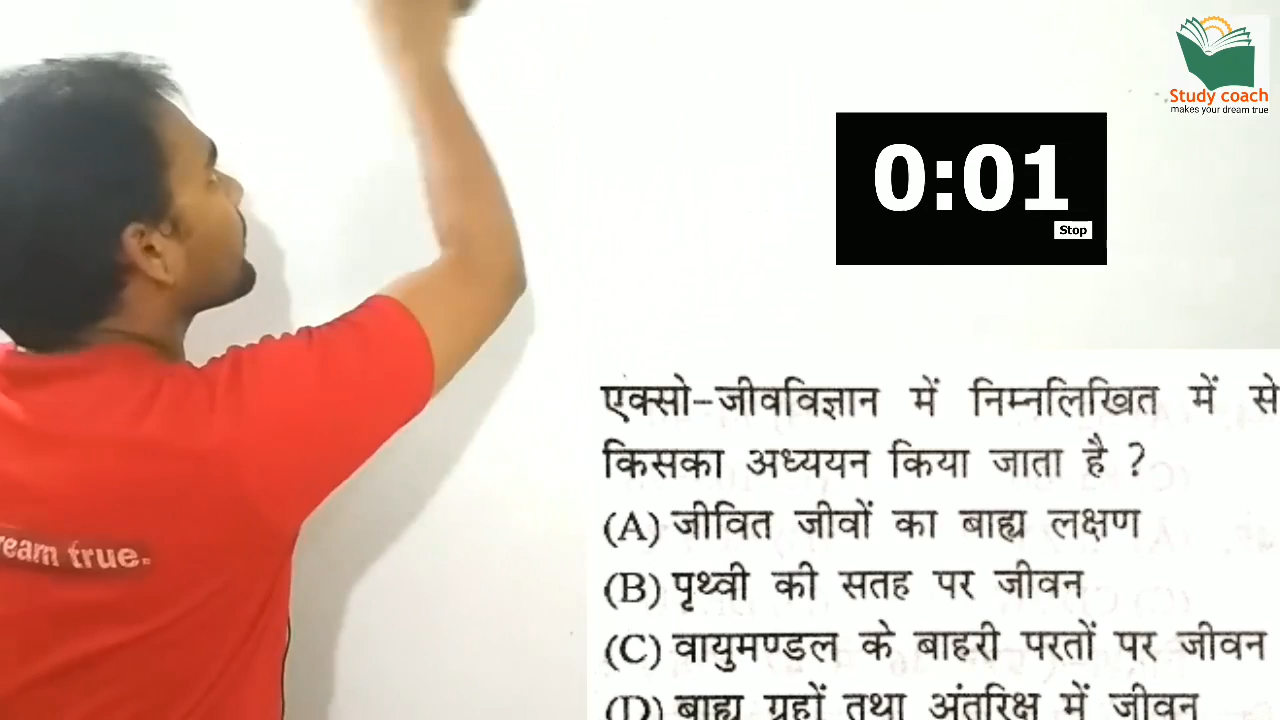 Study coach
makes your dream true
0:01
Stop
एक्सो-जीवविज्ञान में निम्नलिखित में से
किसका अध्ययन किया जाता है ?
(A) जीवित जीवों का बाह्य लक्षण
(B) पृथ्वी की सतह पर जीवन
(C) वायुमण्डल के बाहरी परतों पर जीवन
(D) बाह्य ग्रहों तथा अंतरिक्ष में जीवन
true.